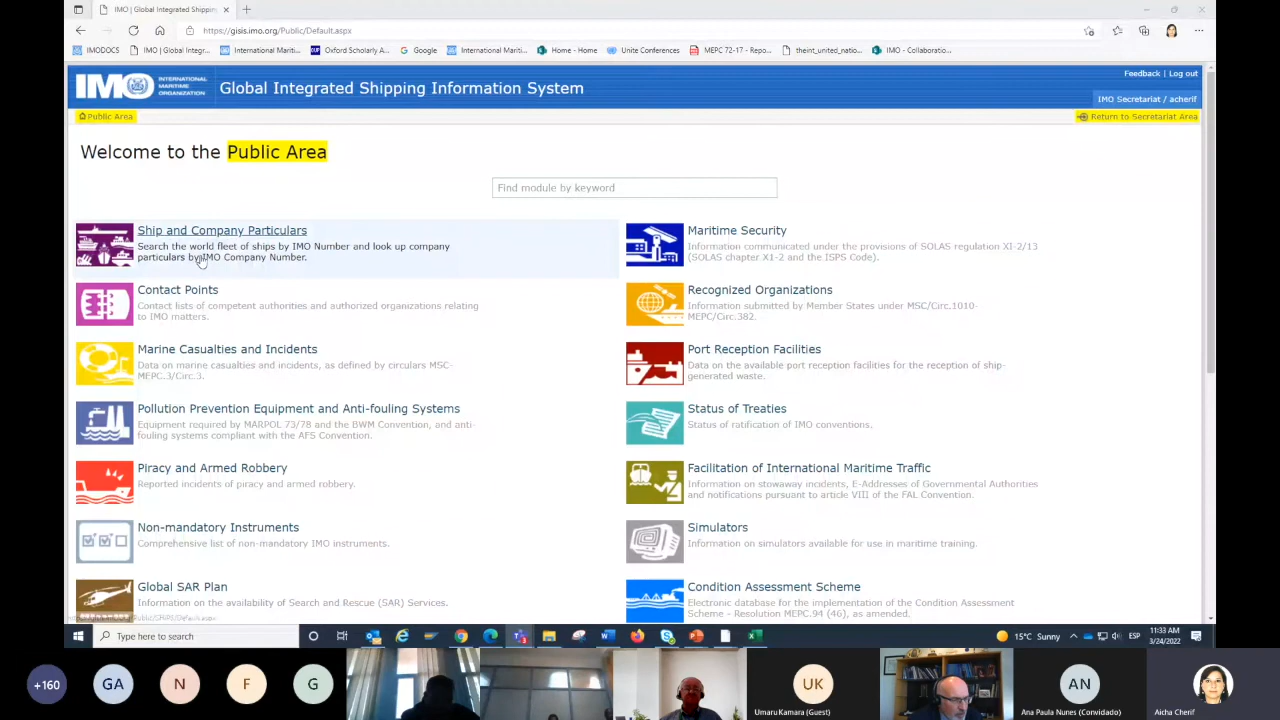 IMO | Global Integrated Shippin
https://gisis.imo.org/Public/Default.aspx
IMODOCS
IMO | Global Integr...
International Mariti...
Oxford Scholarly A...
Google
International Mariti...
Home - Home
Unite Conferences
MEPC 72-17 - Repo...
theint_united_natio...
IMO - Collaboratio...
IMO
INTERNATIONAL
MARITIME
ORGANIZATION
Global Integrated Shipping Information System
Feedback | Log out
IMO Secretariat / acherif
Public Area
Return to Secretariat Area
Welcome to the Public Area
Find module by keyword
Ship and Company Particulars
Search the world fleet of ships by IMO Number and look up company
particulars by IMO Company Number.
Maritime Security
Information communicated under the provisions of SOLAS regulation XI-2/13
(SOLAS chapter X1-2 and the ISPS Code).
Contact Points
Contact lists of competent authorities and authorized organizations relating
to IMO matters.
Recognized Organizations
Information submitted by Member States under MSC/Circ.1010-
MEPC/Circ.382.
Marine Casualties and Incidents
Data on marine casualties and incidents, as defined by circulars MSC-
MEPC.3/Circ.3.
Port Reception Facilities
Data on the available port reception facilities for the reception of ship-
generated waste.
Pollution Prevention Equipment and Anti-fouling Systems
Equipment required by MARPOL 73/78 and the BWM Convention, and anti-
fouling systems compliant with the AFS Convention.
Status of Treaties
Status of ratification of IMO conventions.
Piracy and Armed Robbery
Reported incidents of piracy and armed robbery.
Facilitation of International Maritime Traffic
Information on stowaway incidents, E-Addresses of Governmental Authorities
and notifications pursuant to article VIII of the FAL Convention.
Non-mandatory Instruments
Comprehensive list of non-mandatory IMO instruments.
Simulators
Information on simulators available for use in maritime training.
Global SAR Plan
Information on the availability of Search and Rescue (SAR) Services.
Condition Assessment Scheme
Electronic database for the implementation of the Condition Assessment
Scheme - Resolution MEPC.94 (46), as amended.
Type here to search
15°C Sunny
ESP
11:33 AM
3/24/2022
+160
GA
N
F
G
UK
Umaru Kamara (Guest)
AN
Ana Paula Nunes (Convidado)
Aicha Cherif